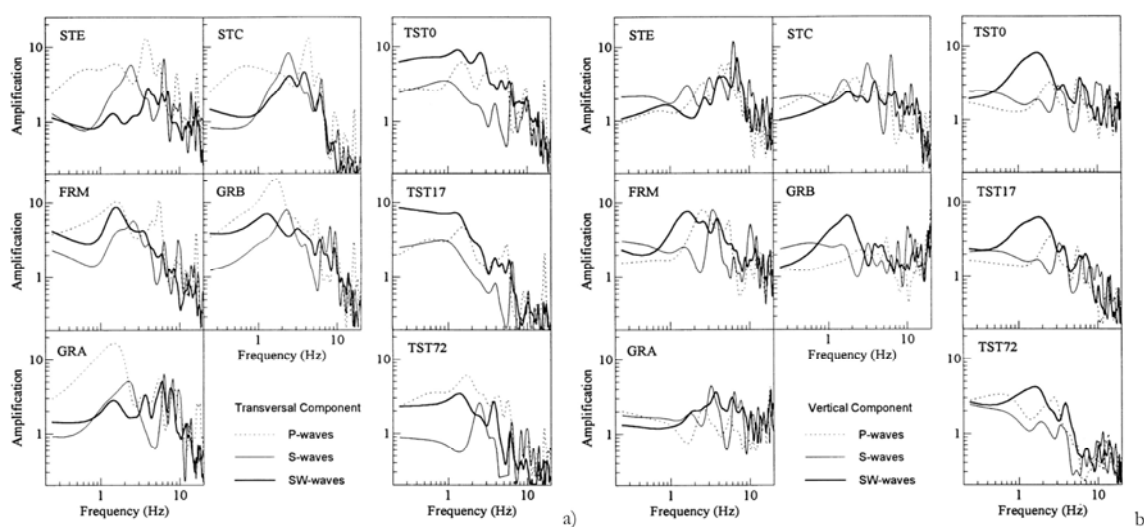 STE
STC
TST0
Amplification
10
1
FRM
GRB
TST17
Amplification
10
1
GRA
Frequency (Hz)
1
10
TST72
Amplification
10
1
Transversal Component
P-waves
S-waves
SW-waves
1
10
Frequency (Hz)
1
10
Frequency (Hz)
a)
STE
STC
TST0
Amplification
10
1
10
1
FRM
GRB
TST17
Amplification
10
1
10
1
GRA
1
10
Frequency (Hz)
TST72
Amplification
10
1
10
1
Vertical Component
P-waves
S-waves
SW-waves
1
10
Frequency (Hz)
1
10
Frequency (Hz)
b